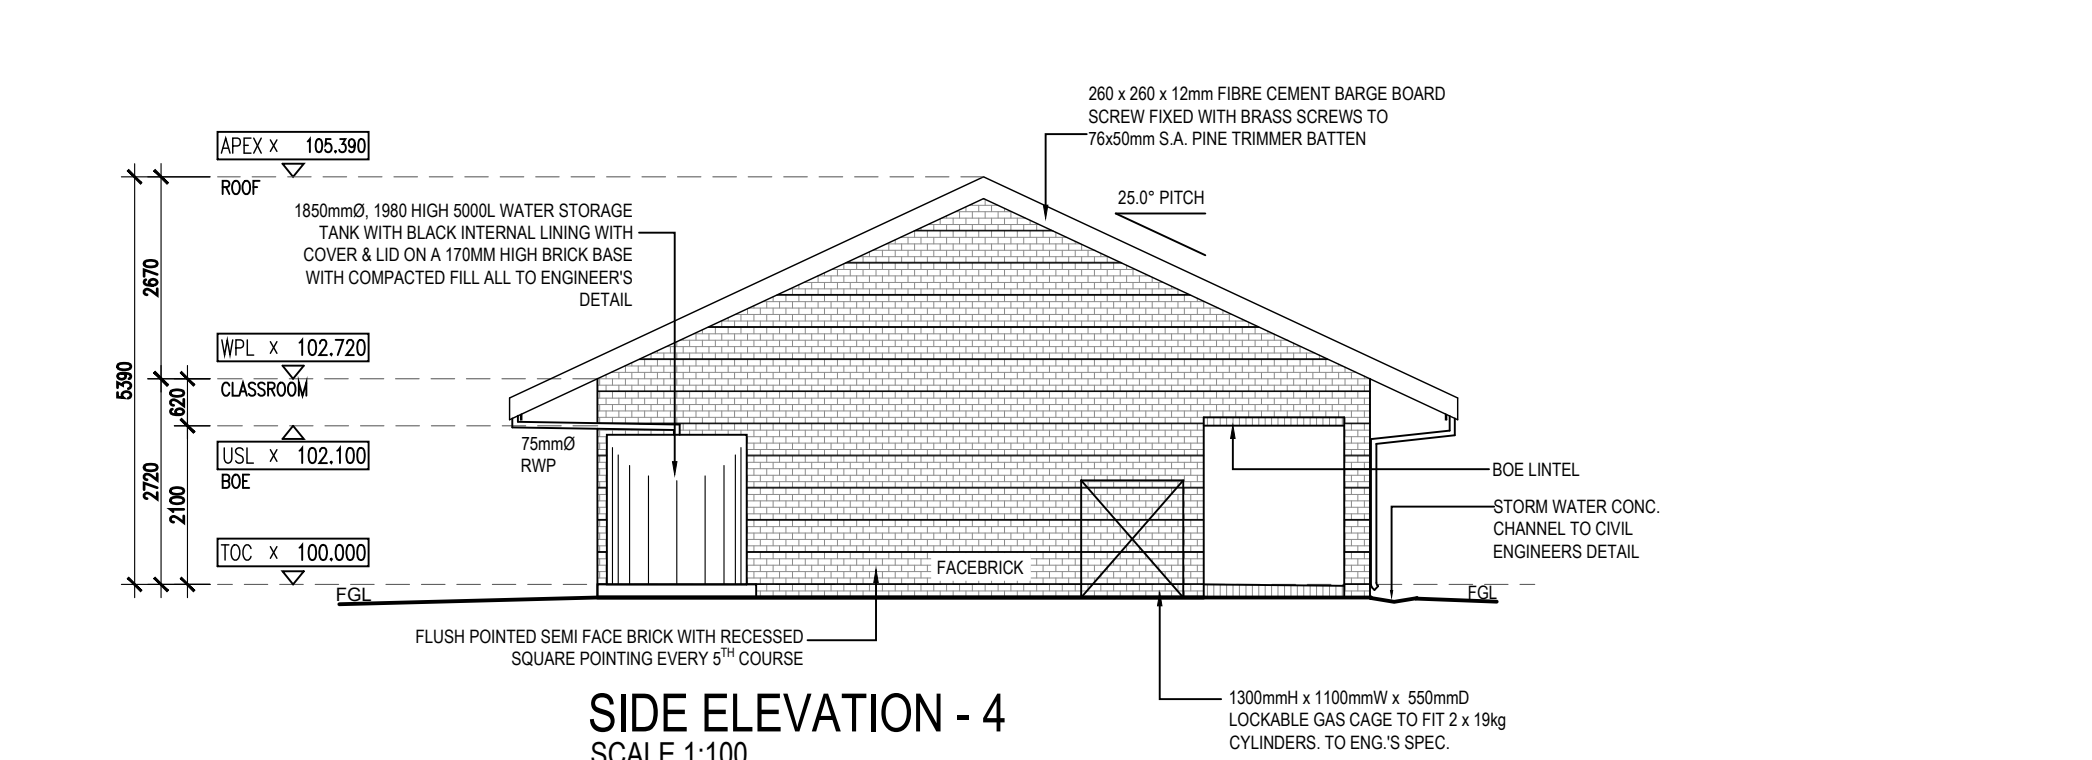 260 x 260 x 12mm FIBRE CEMENT BARGE BOARD
SCREW FIXED WITH BRASS SCREWS TO
76x50mm S.A. PINE TRIMMER BATTEN
APEX x 105.390
ROOF
25.0° PITCH
1850mmØ, 1980 HIGH 5000L WATER STORAGE
TANK WITH BLACK INTERNAL LINING WITH
COVER & LID ON A 170MM HIGH BRICK BASE
WITH COMPACTED FILL ALL TO ENGINEER'S
DETAIL
2670
WPL x 102.720
CLASSROOM
5390
620
75mmØ
RWP
USL x 102.100
BOE
2720
2100
BOE LINTEL
STORM WATER CONC.
CHANNEL TO CIVIL
ENGINEERS DETAIL
TOC x 100.000
FACEBRICK
FGL
FGL
FLUSH POINTED SEMI FACE BRICK WITH RECESSED
SQUARE POINTING EVERY 5TH COURSE
SIDE ELEVATION - 4
SCALE 1:100
1300mmH x 1100mmW x 550mmD
LOCKABLE GAS CAGE TO FIT 2 x 19kg
CYLINDERS. TO ENG.'S SPEC.